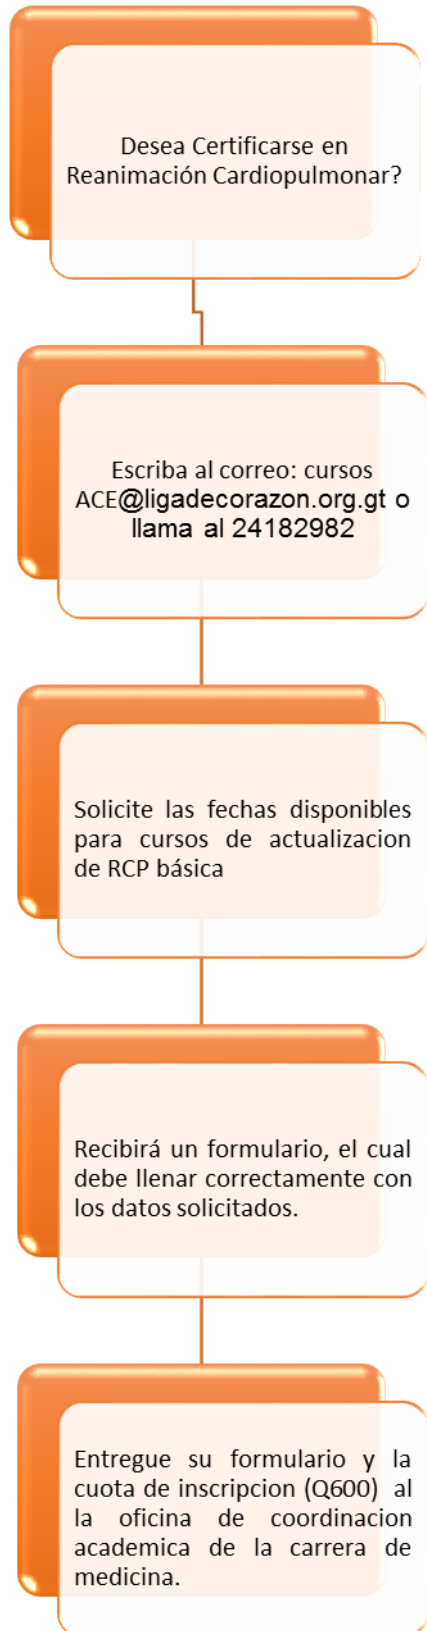 Desea Certificarse en
Reanimación Cardiopulmonar?
Escriba al correo: cursos
ACE@ligadecorazon.org.gt o
llama al 24182982
Solicite las fechas disponibles
para cursos de actualizacion
de RCP básica
Recibirá un formulario, el cual
debe llenar correctamente con
los datos solicitados.
Entregue su formulario y la
cuota de inscripcion (Q600) al
la oficina de coordinacion
academica de la carrera de
medicina.